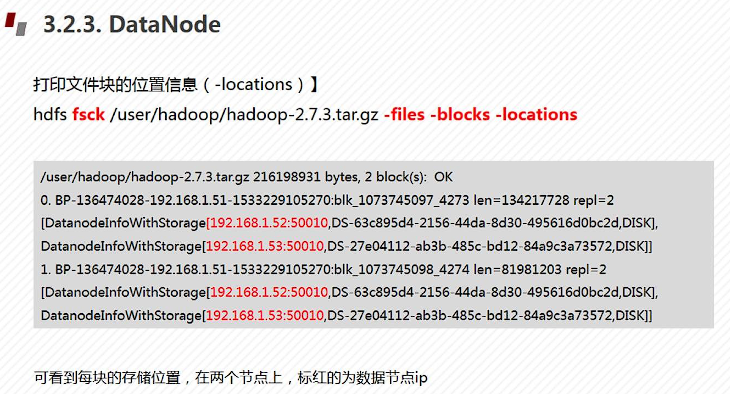 3.2.3. DataNode
打印文件块的位置信息（-locations）】
hdfs fsck /user/hadoop/hadoop-2.7.3.tar.gz -files -blocks -locations
/user/hadoop/hadoop-2.7.3.tar.gz 216198931 bytes, 2 block(s):  OK
0. BP-136474028-192.168.1.51-1533229105270:blk_1073745097_4273 len=134217728 repl=2
[DatanodeInfoWithStorage[192.168.1.52:50010,DS-63c895d4-2156-44da-8d30-495616d0bc2d,DISK],
DatanodeInfoWithStorage[192.168.1.53:50010,DS-27e04112-ab3b-485c-bd12-84a9c3a73572,DISK]]
1. BP-136474028-192.168.1.51-1533229105270:blk_1073745098_4274 len=81981203 repl=2
[DatanodeInfoWithStorage[192.168.1.52:50010,DS-63c895d4-2156-44da-8d30-495616d0bc2d,DISK],
DatanodeInfoWithStorage[192.168.1.53:50010,DS-27e04112-ab3b-485c-bd12-84a9c3a73572,DISK]]
可看到每块的存储位置，在两个节点上，标红的为数据节点ip